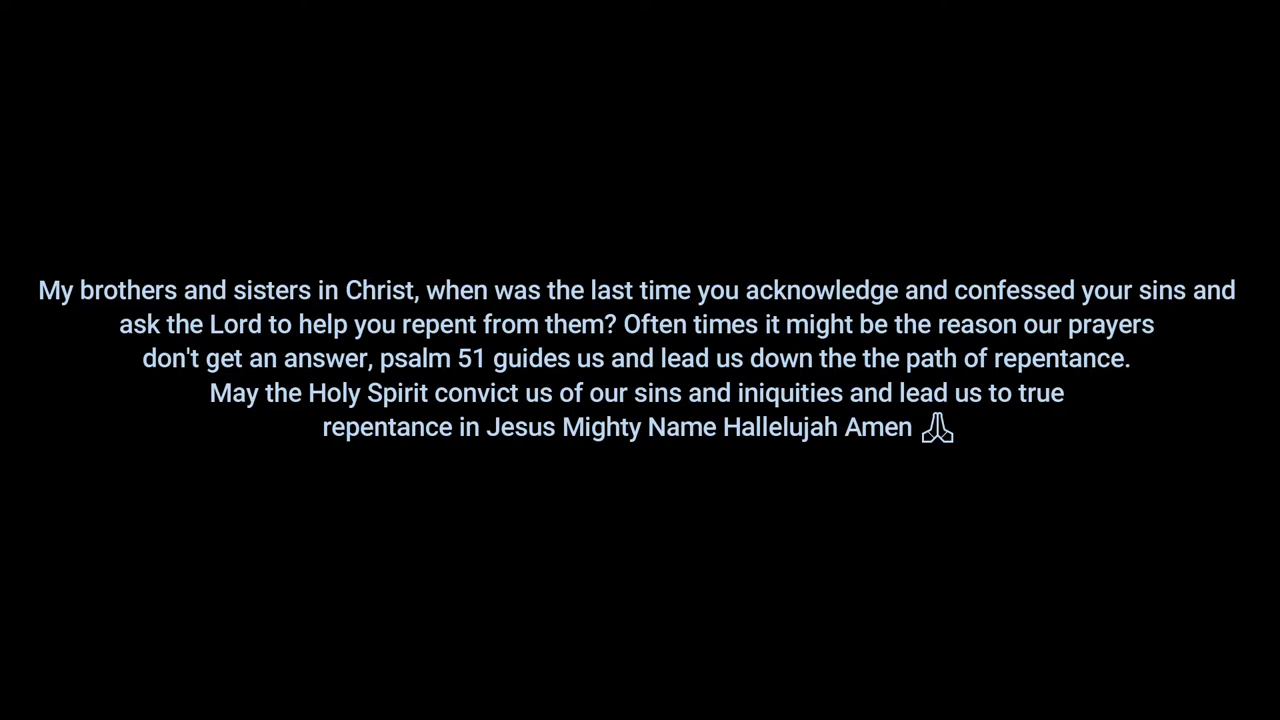 My brothers and sisters in Christ, when was the last time you acknowledge and confessed your sins and
ask the Lord to help you repent from them? Often times it might be the reason our prayers
don't get an answer, psalm 51 guides us and lead us down the the path of repentance.
May the Holy Spirit convict us of our sins and iniquities and lead us to true
repentance in Jesus Mighty Name Hallelujah Amen 🙏